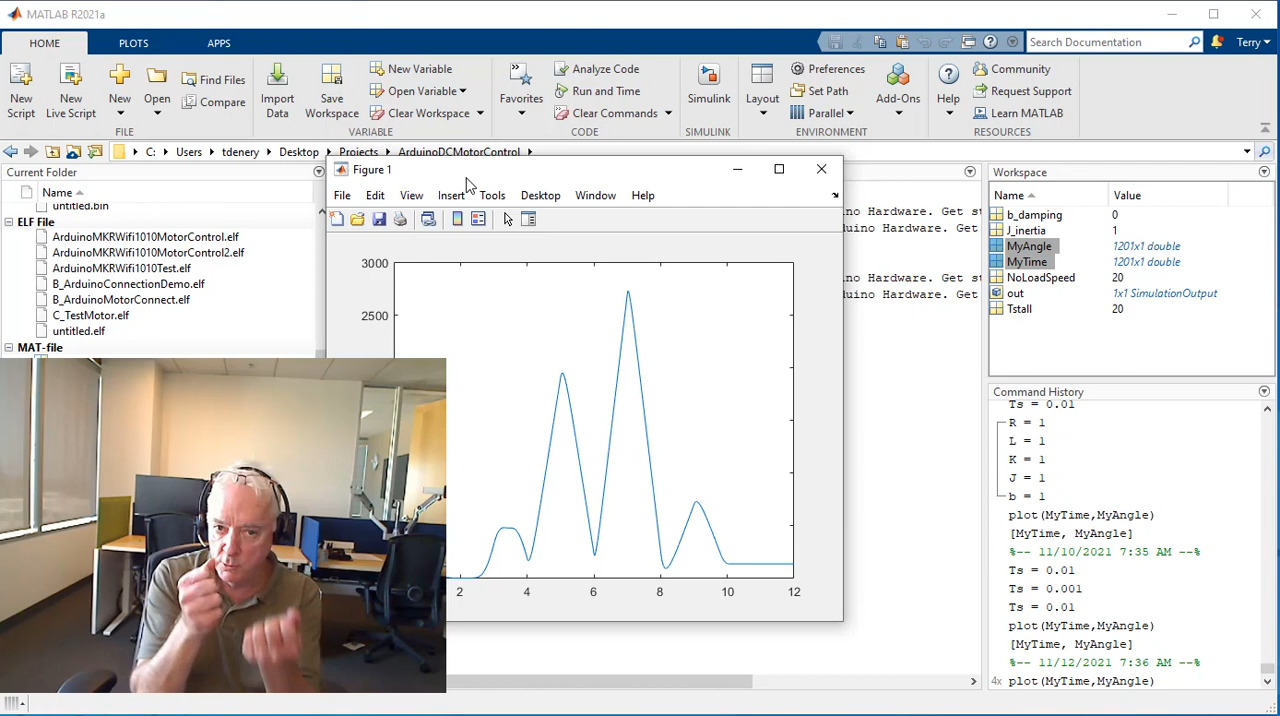 MATLAB R2021a
HOME PLOTS APPS Search Documentation Terry
New Script
New Live Script
New
Open
Find Files
Compare
Import Data
Save Workspace
New Variable
Open Variable
Clear Workspace
Favorites
Analyze Code
Run and Time
Clear Commands
Simulink
Layout
Preferences
Set Path
Parallel
Add-Ons
Help
Community
Request Support
Learn MATLAB
FILE VARIABLE CODE SIMULINK ENVIRONMENT RESOURCES
C: Users tdenery Desktop Projects ArduinoDCMotorControl
Current Folder
Name
untitled.bin
ELF File
ArduinoMKRWifi1010MotorControl.elf
ArduinoMKRWifi1010MotorControl2.elf
ArduinoMKRWifi1010Test.elf
B_ArduinoConnectionDemo.elf
B_ArduinoMotorConnect.elf
C_TestMotor.elf
untitled.elf
MAT-file
Figure 1
File Edit View Insert Tools Desktop Window Help
3000
2500
2 4 6 8 10 12
ino Hardware. Get st
uino Hardware. Get
ino Hardware. Get st
uino Hardware. Get
Workspace
Name Value
b_damping 0
J_inertia 1
MyAngle 1201x1 double
MyTime 1201x1 double
NoLoadSpeed 20
out 1x1 SimulationOutput
Tstall 20
Command History
Ts = 0.01
R = 1
L = 1
K = 1
J = 1
b = 1
plot(MyTime,MyAngle)
[MyTime, MyAngle]
%-- 11/10/2021 7:35 AM --%
Ts = 0.01
Ts = 0.001
Ts = 0.01
plot(MyTime,MyAngle)
[MyTime, MyAngle]
%-- 11/12/2021 7:36 AM --%
4x plot(MyTime,MyAngle)